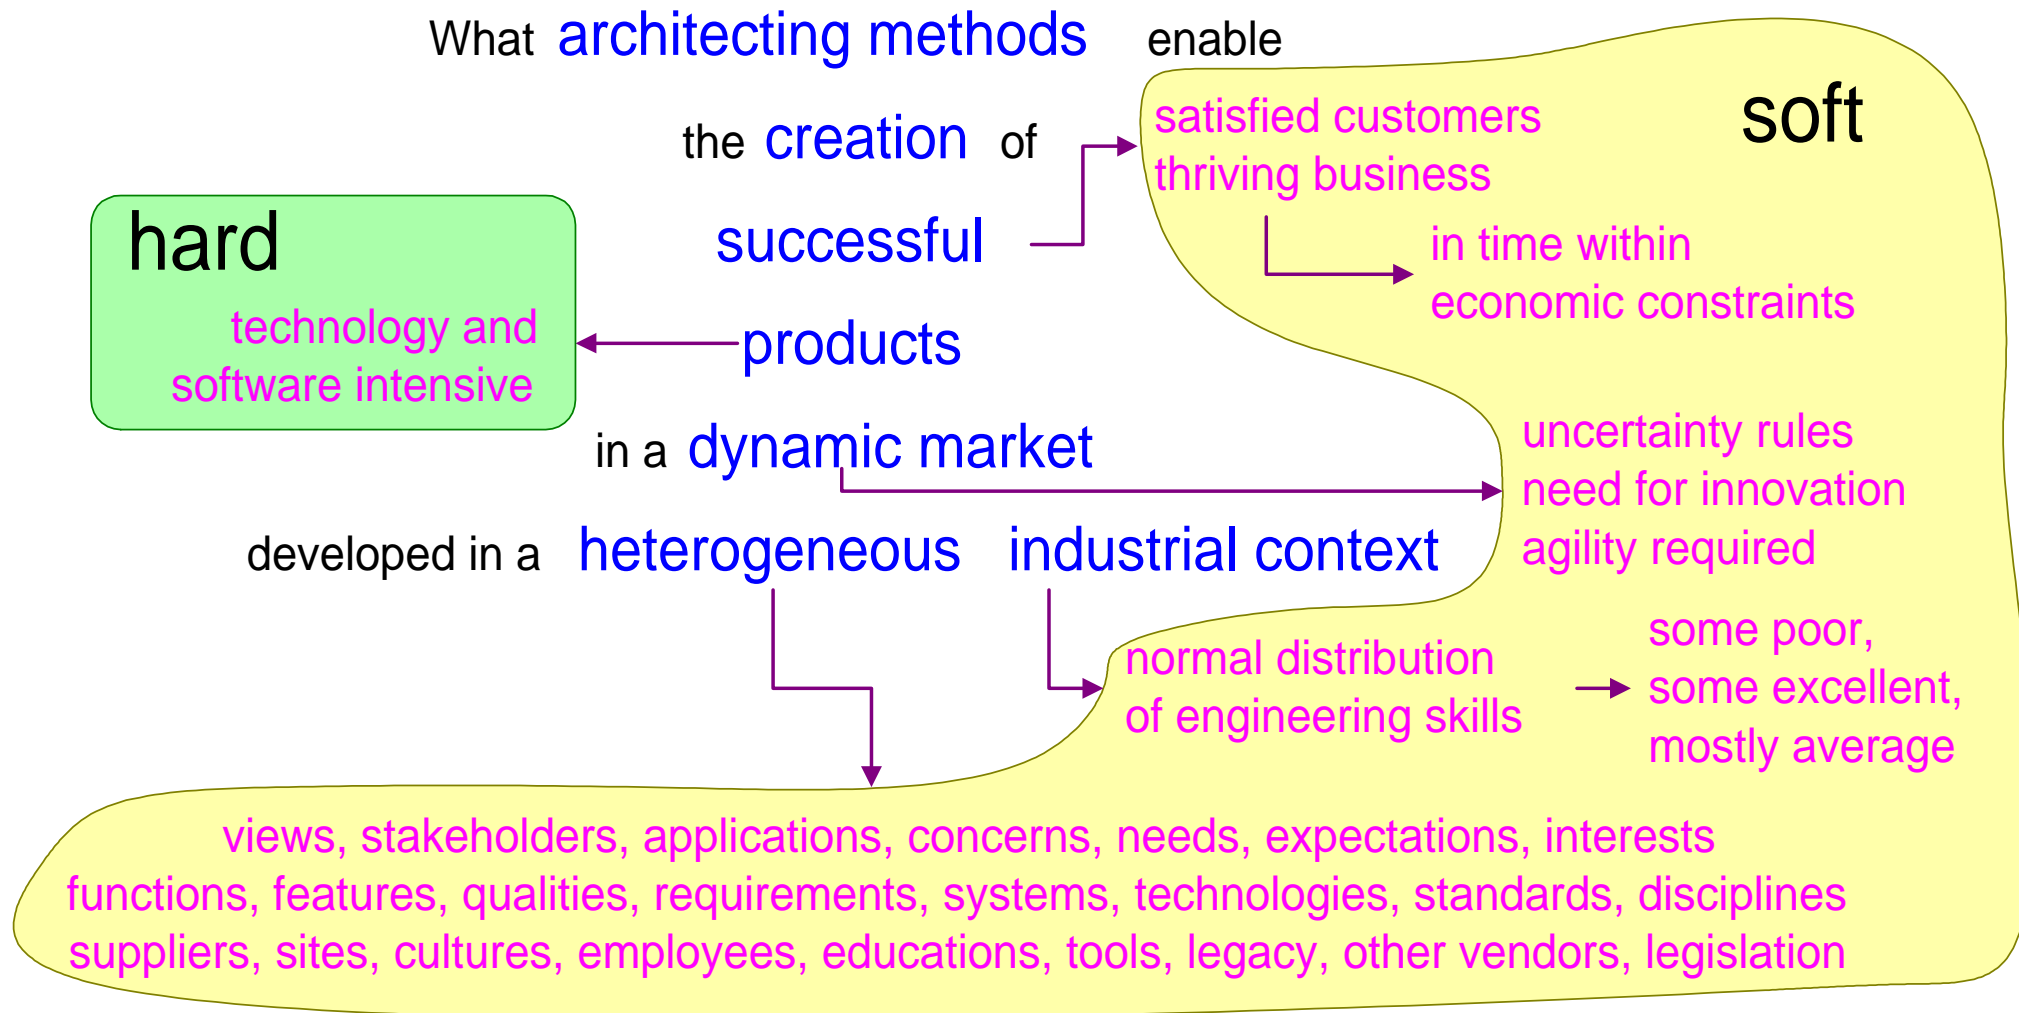 What architecting methods enable
the creation of
successful
products
in a dynamic market
developed in a heterogeneous industrial context
hard
technology and
software intensive
soft
satisfied customers
thriving business
in time within
economic constraints
uncertainty rules
need for innovation
agility required
normal distribution
of engineering skills
some poor,
some excellent,
mostly average
views, stakeholders, applications, concerns, needs, expectations, interests
functions, features, qualities, requirements, systems, technologies, standards, disciplines
suppliers, sites, cultures, employees, educations, tools, legacy, other vendors, legislation